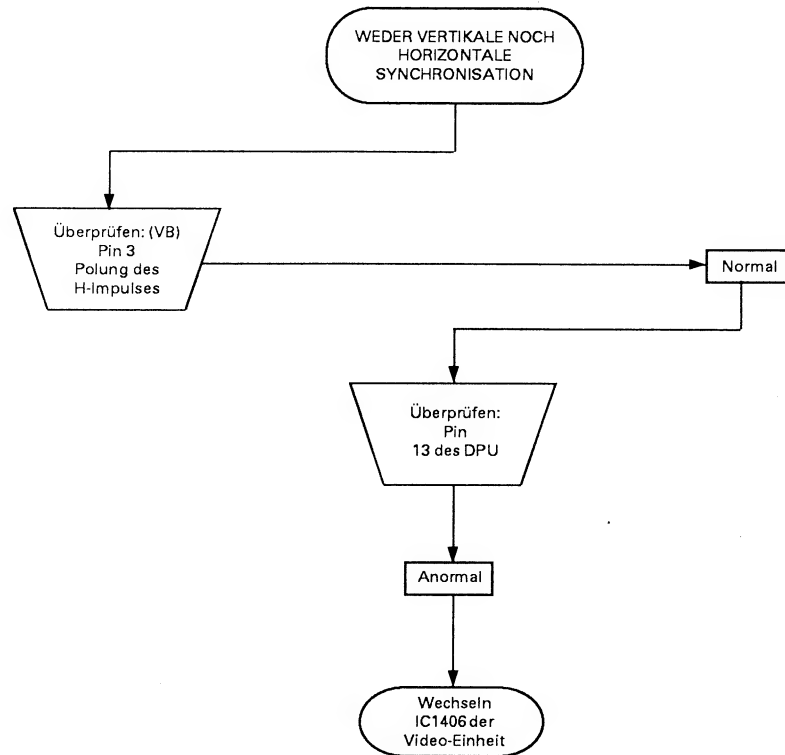 WEDER VERTIKALE NOCH
HORIZONTALE
SYNCHRONISATION
Überprüfen: (VB)
Pin 3
Polung des
H-Impulses
Normal
Überprüfen:
Pin
13 des DPU
Anormal
Wechseln
IC1406 der
Video-Einheit